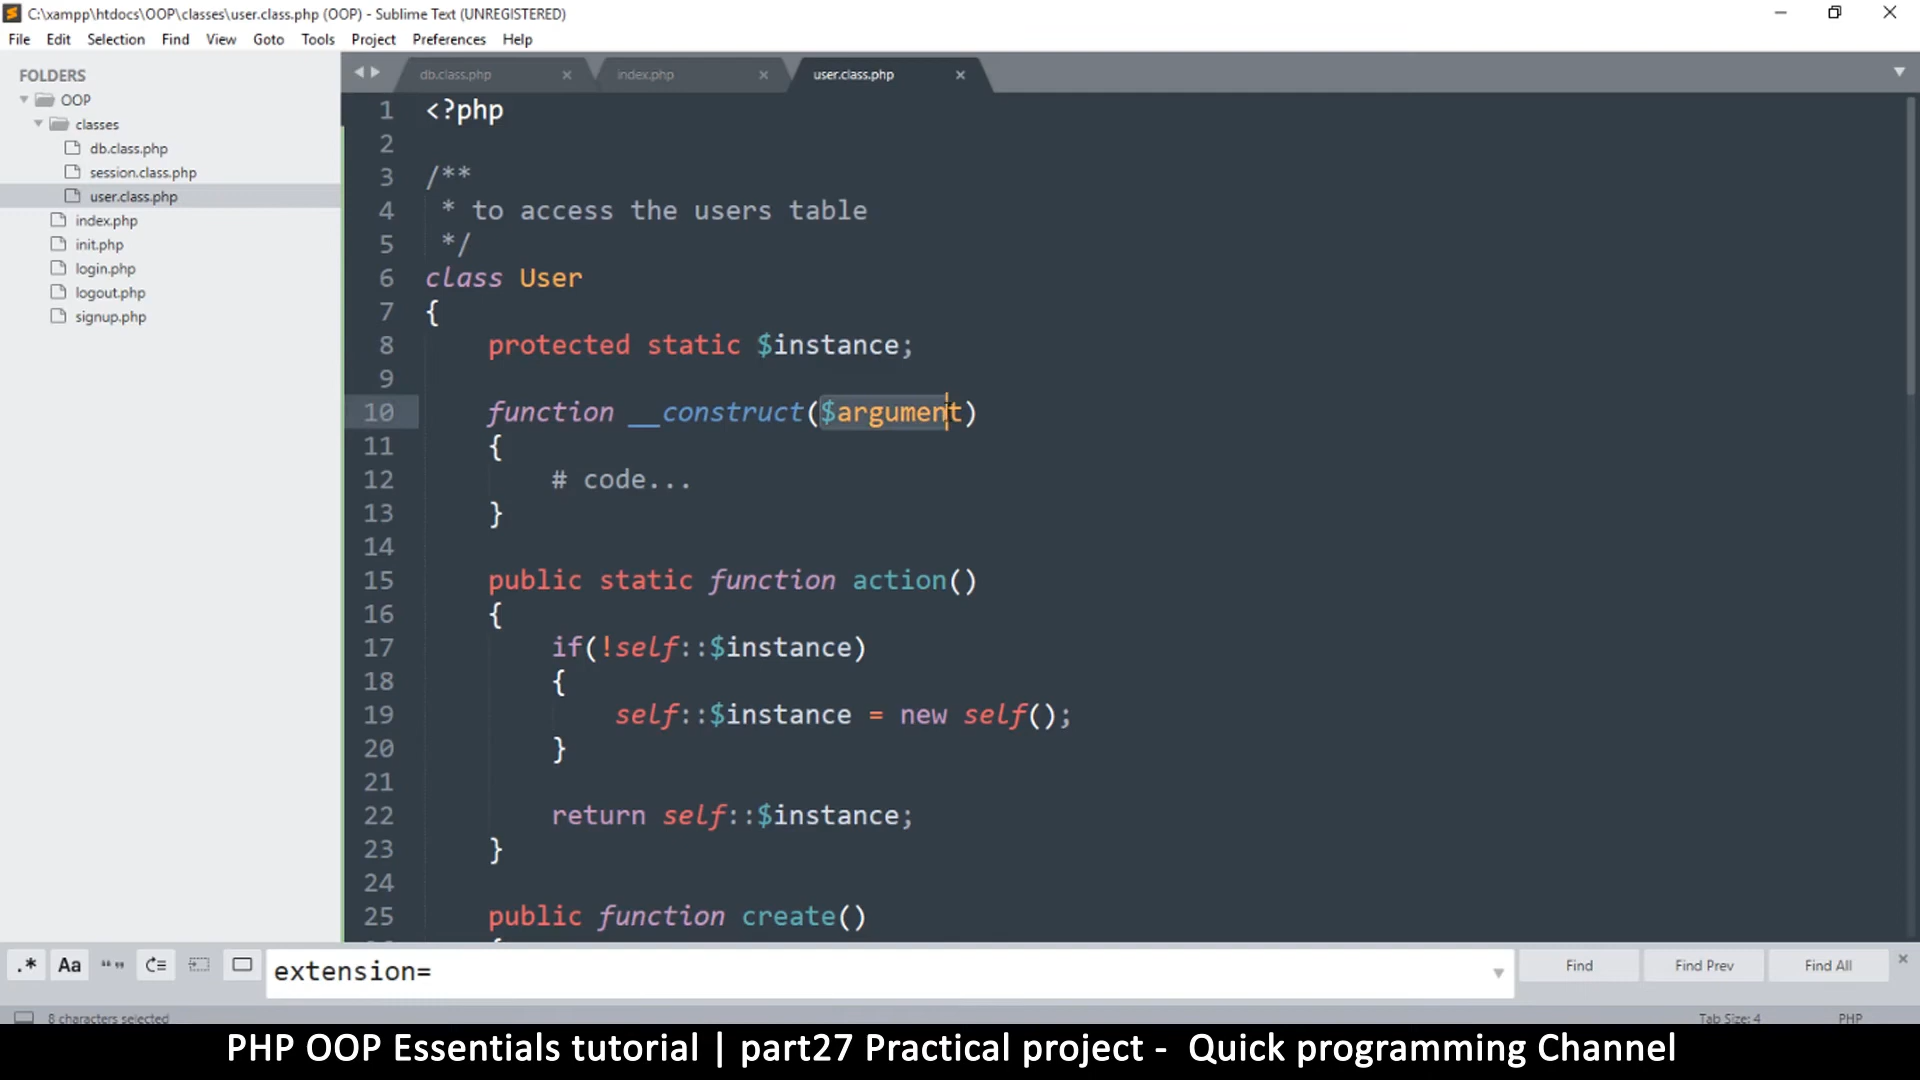 C:\xampp\htdocs\OOP\classes\user.class.php (OOP) - Sublime Text (UNREGISTERED)
File Edit Selection Find View Goto Tools Project Preferences Help
FOLDERS
OOP
classes
db.class.php
session.class.php
user.class.php
index.php
init.php
login.php
logout.php
signup.php
db.class.php index.php user.class.php
1 <?php
2
3 /**
4 * to access the users table
5 */
6 class User
7 {
8 protected static $instance;
9
10 function __construct($argument)
11 {
12 # code...
13 }
14
15 public static function action()
16 {
17 if(!self::$instance)
18 {
19 self::$instance = new self();
20 }
21
22 return self::$instance;
23 }
24
25 public function create()
.* Aa “” extension= Find Find Prev Find All
8 characters selected Tab Size: 4 PHP
PHP OOP Essentials tutorial | part27 Practical project - Quick programming Channel